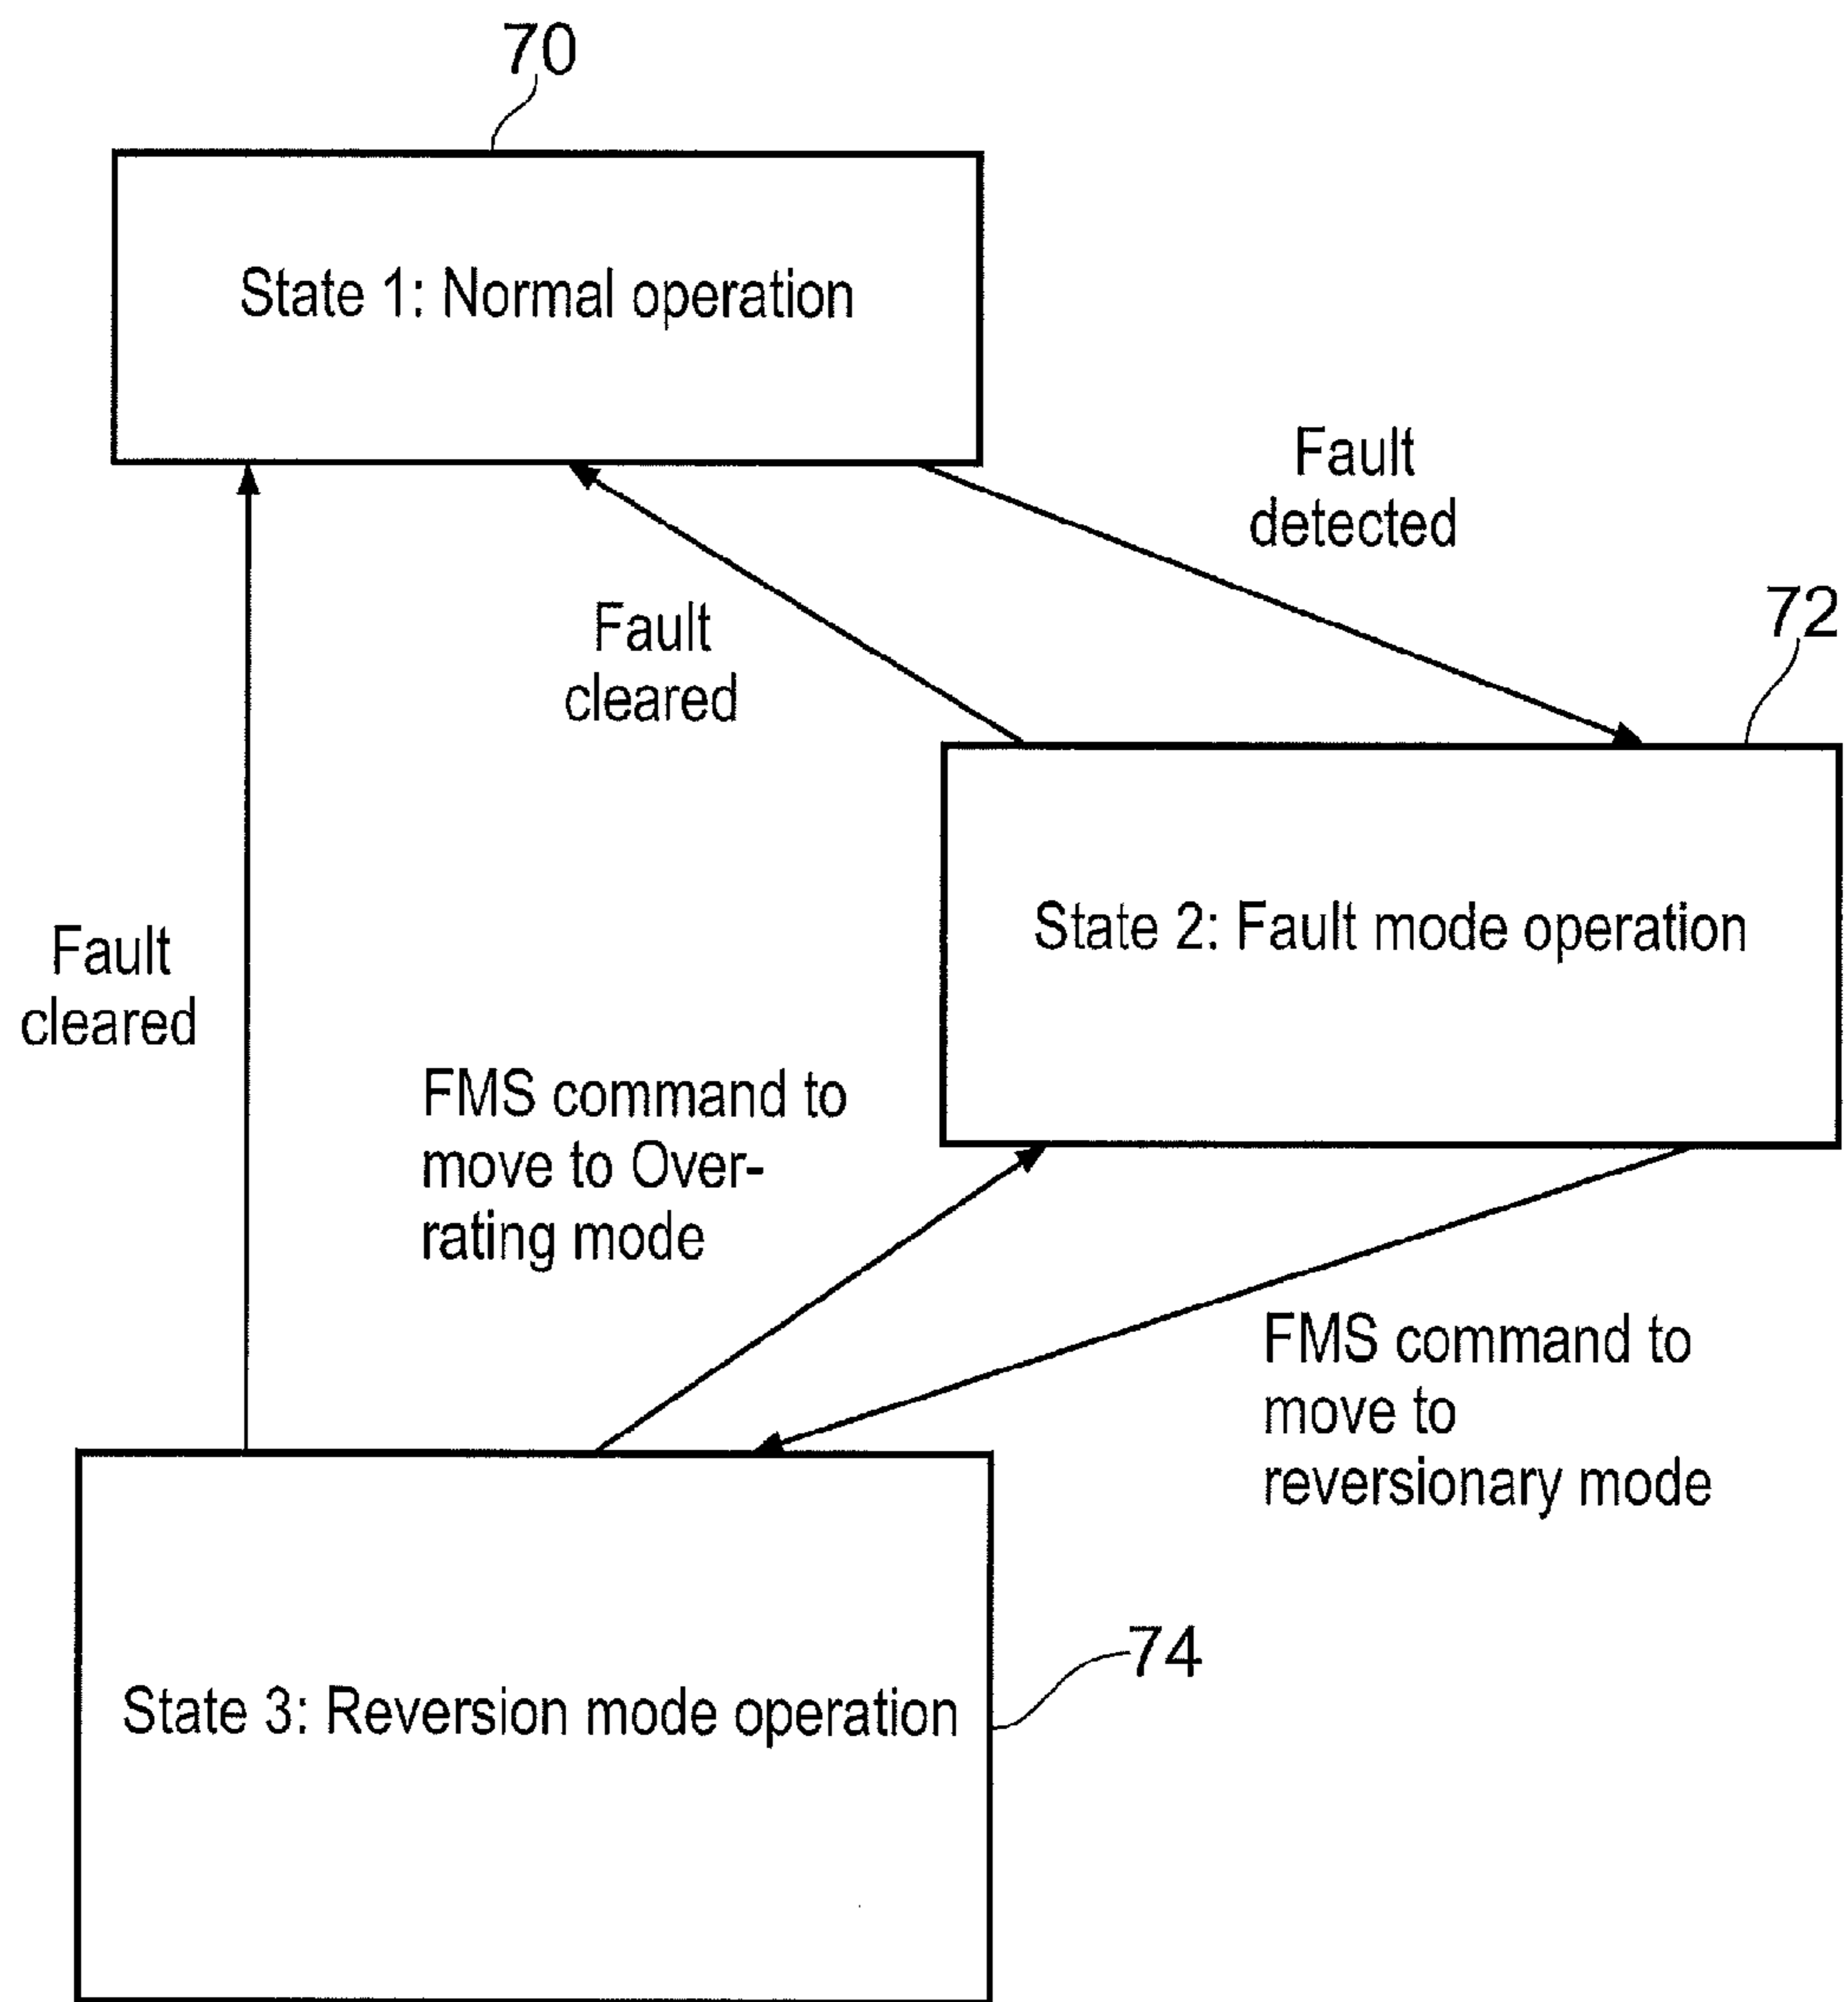 70
State 1: Normal operation
Fault
detected
Fault
cleared
72
State 2: Fault mode operation
Fault
cleared
FMS command to
move to Over-
rating mode
FMS command to
move to
reversionary mode
74
State 3: Reversion mode operation